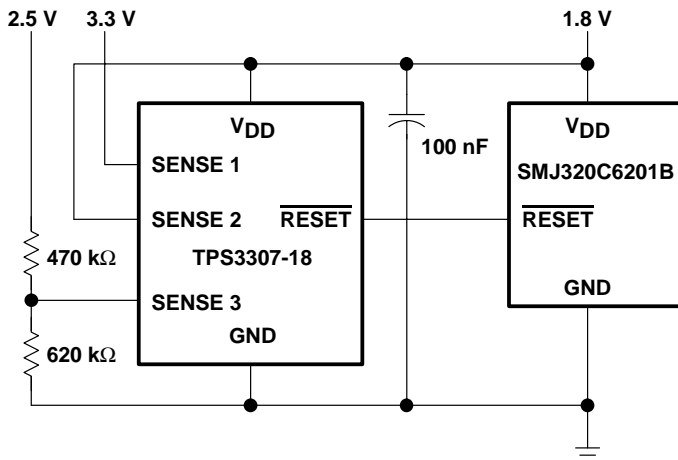 2.5 V 3.3 V 1.8 V
VDD VDD
SENSE 1
100 nF
SMJ320C6201B
SENSE 2 RESET RESET
470 kΩ
TPS3307-18
GND
SENSE 3
GND
620 kΩ